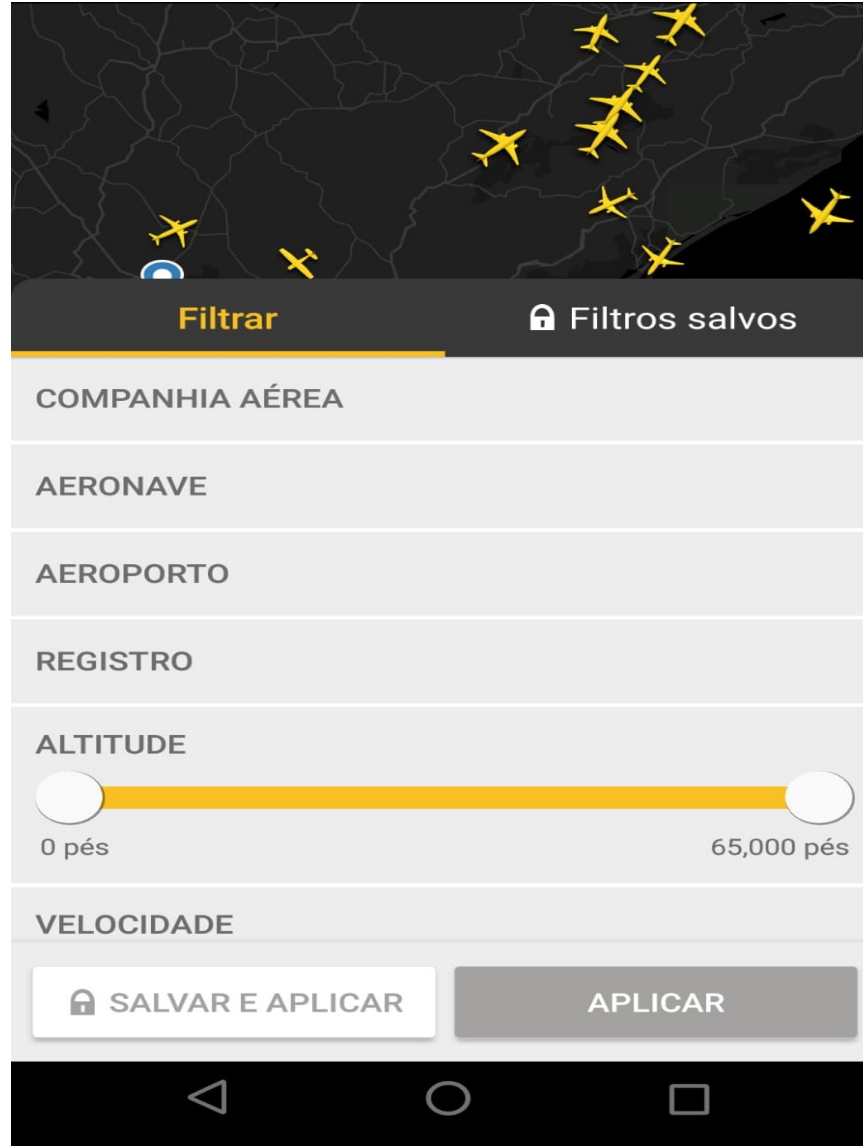 Filtrar
Filtros salvos
COMPANHIA AÉREA
AERONAVE
AEROPORTO
REGISTRO
ALTITUDE
0 pés
65,000 pés
VELOCIDADE
SALVAR E APLICAR
APLICAR